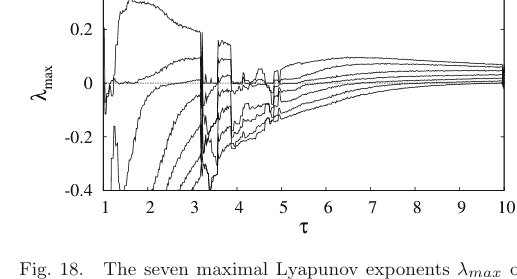 0.2
0
-0.2
-0.4
λmax
1 2 3 4 5 6 7 8 9 10
τ
Fig. 18. The seven maximal Lyapunov exponents λmax